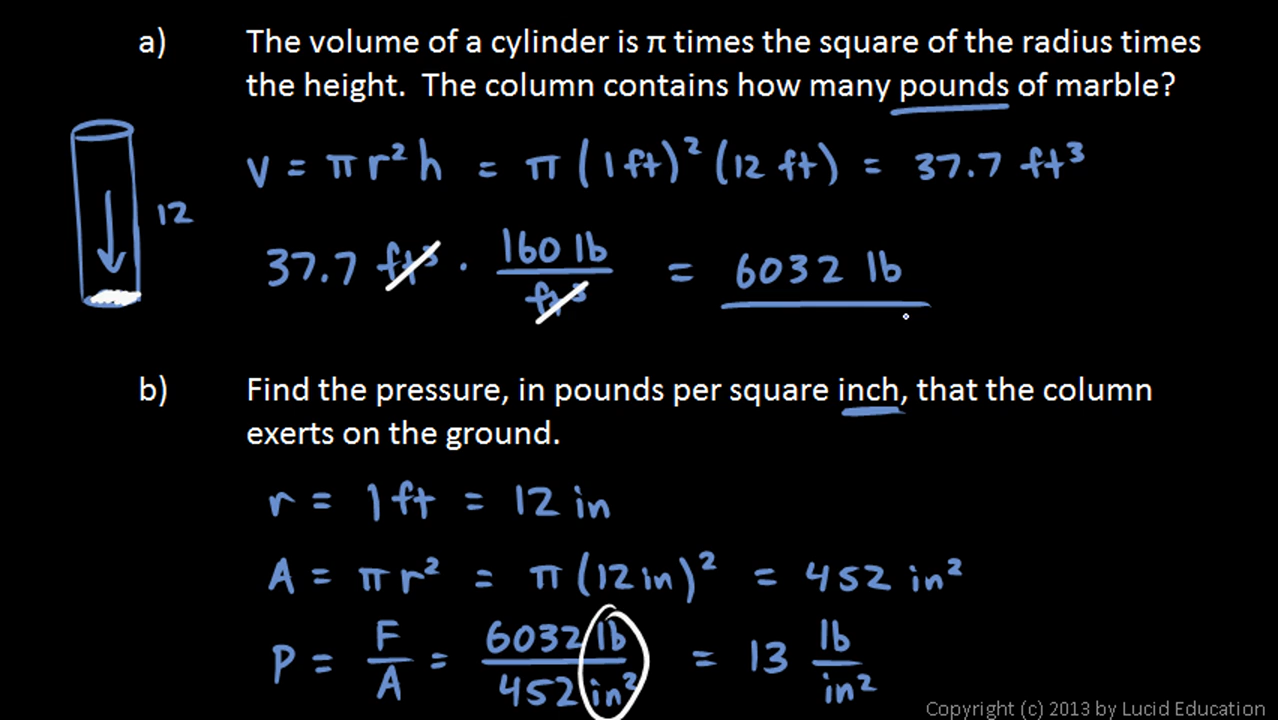 a) The volume of a cylinder is π times the square of the radius times
the height. The column contains how many pounds of marble?
V = πr²h = π(1ft)²(12 ft) = 37.7 ft³
12
37.7 ft³ · 160 lb/ft³ = 6032 lb
b) Find the pressure, in pounds per square inch, that the column
exerts on the ground.
r = 1ft = 12 in
A = πr² = π(12in)² = 452 in²
P = F/A = 6032 lb/452 in² = 13 lb/in²
Copyright (c) 2013 by Lucid Education